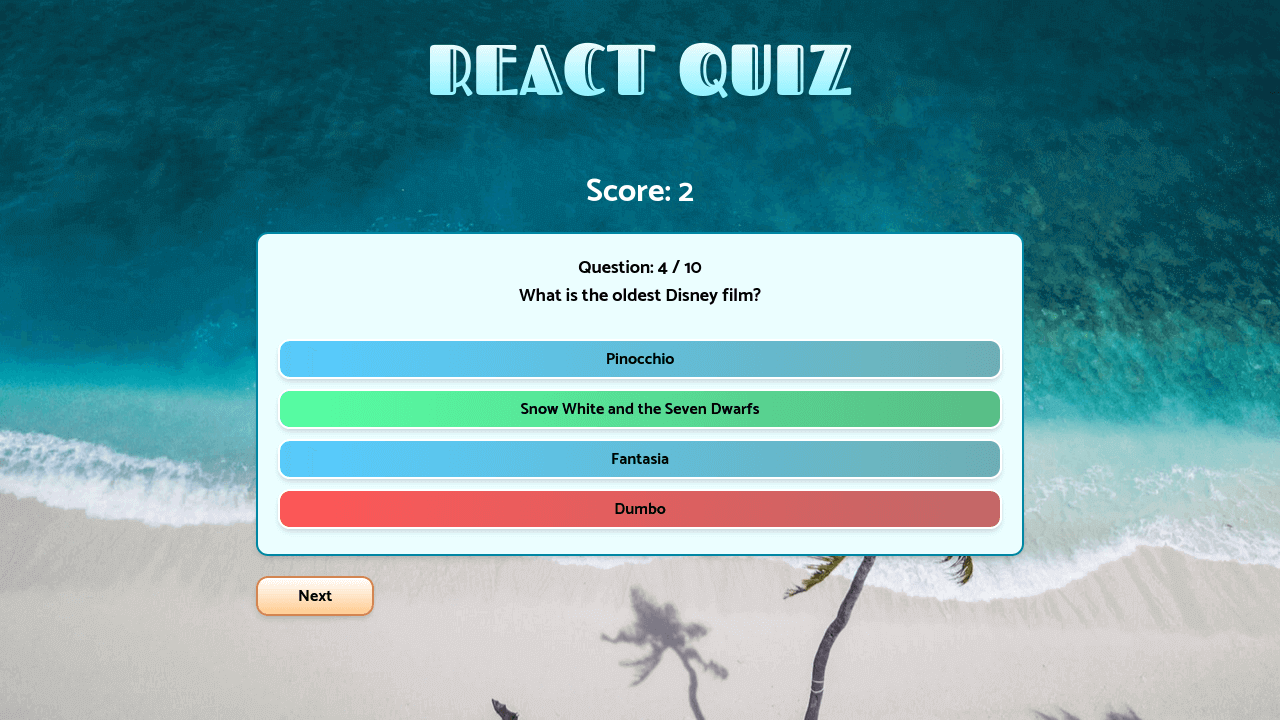 REACT QUIZ
Score: 2
Question: 4 / 10
What is the oldest Disney film?
Pinocchio
Snow White and the Seven Dwarfs
Fantasia
Dumbo
Next